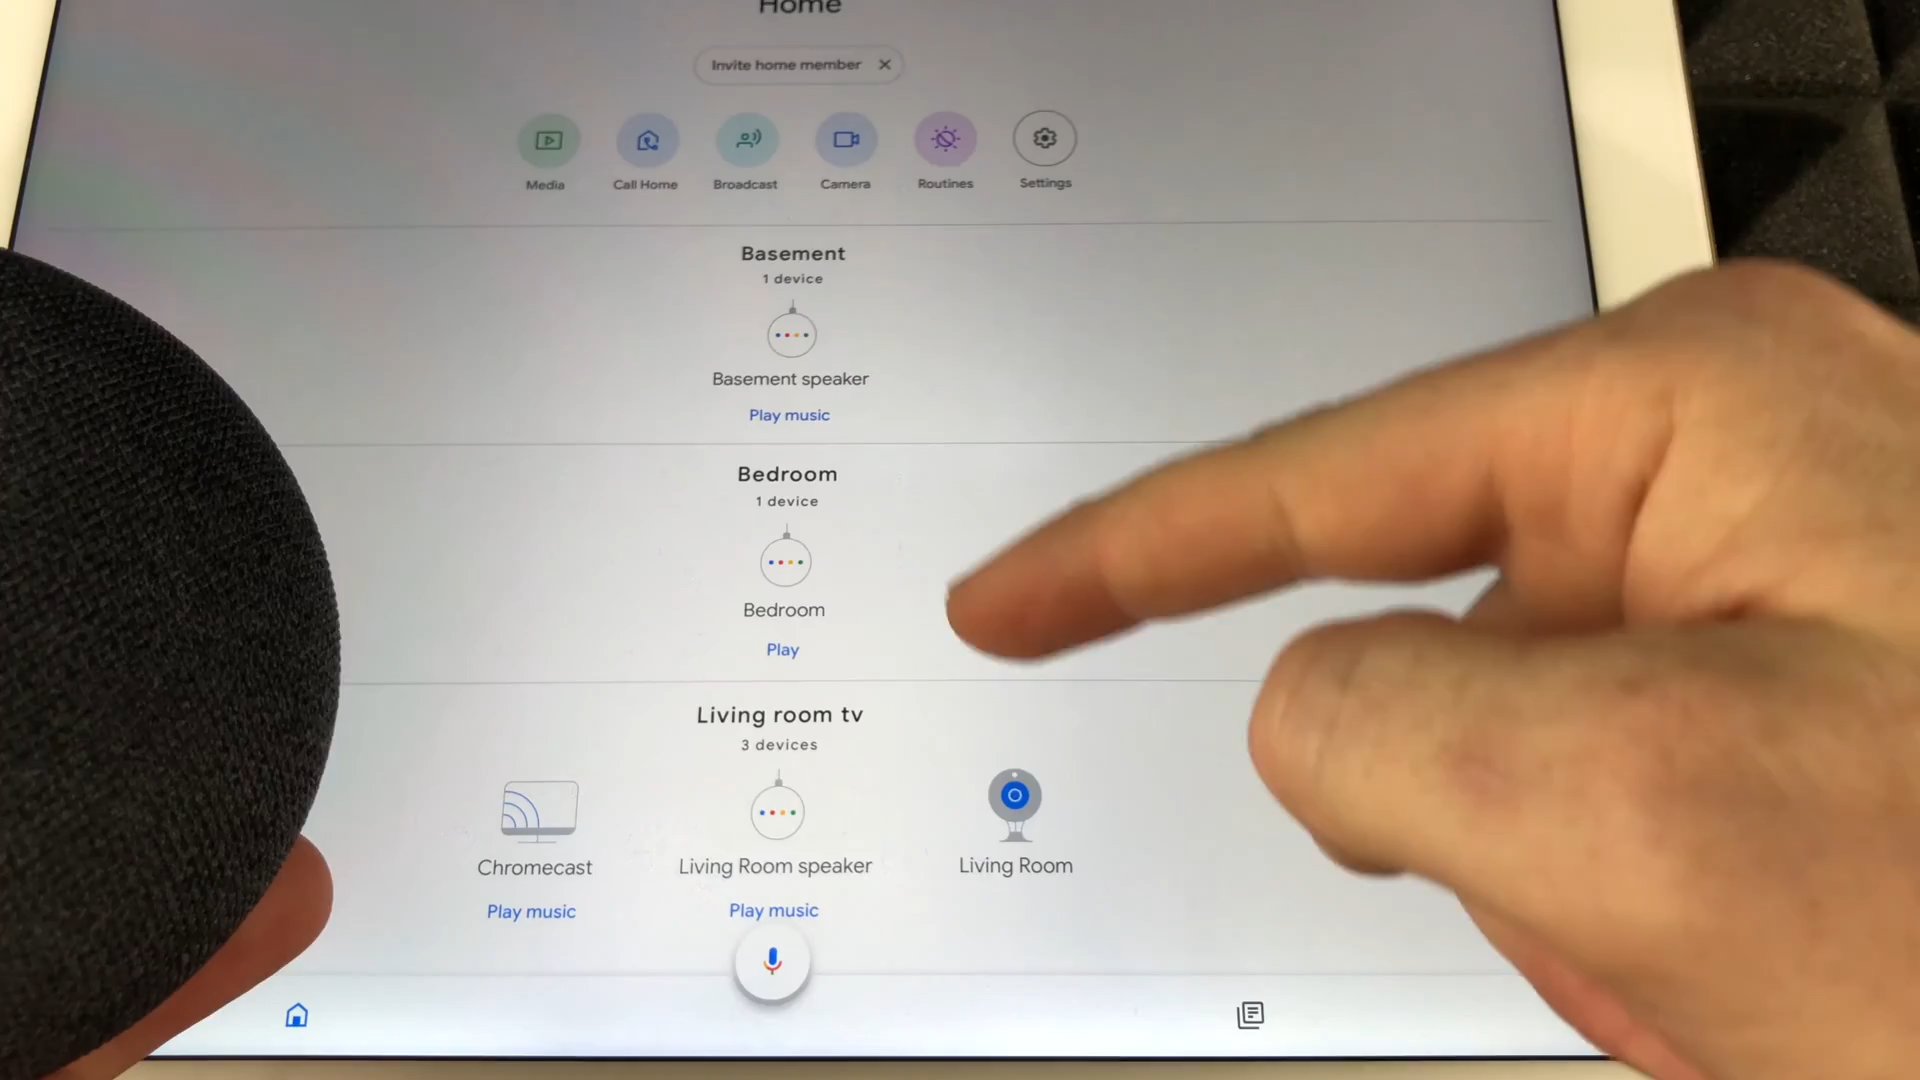 Home
Invite home member
Media Call Home Broadcast Camera Routines Settings
Basement
1 device
Basement speaker
Play music
Bedroom
1 device
Bedroom
Play
Living room tv
3 devices
Chromecast Living Room speaker Living Room
Play music Play music